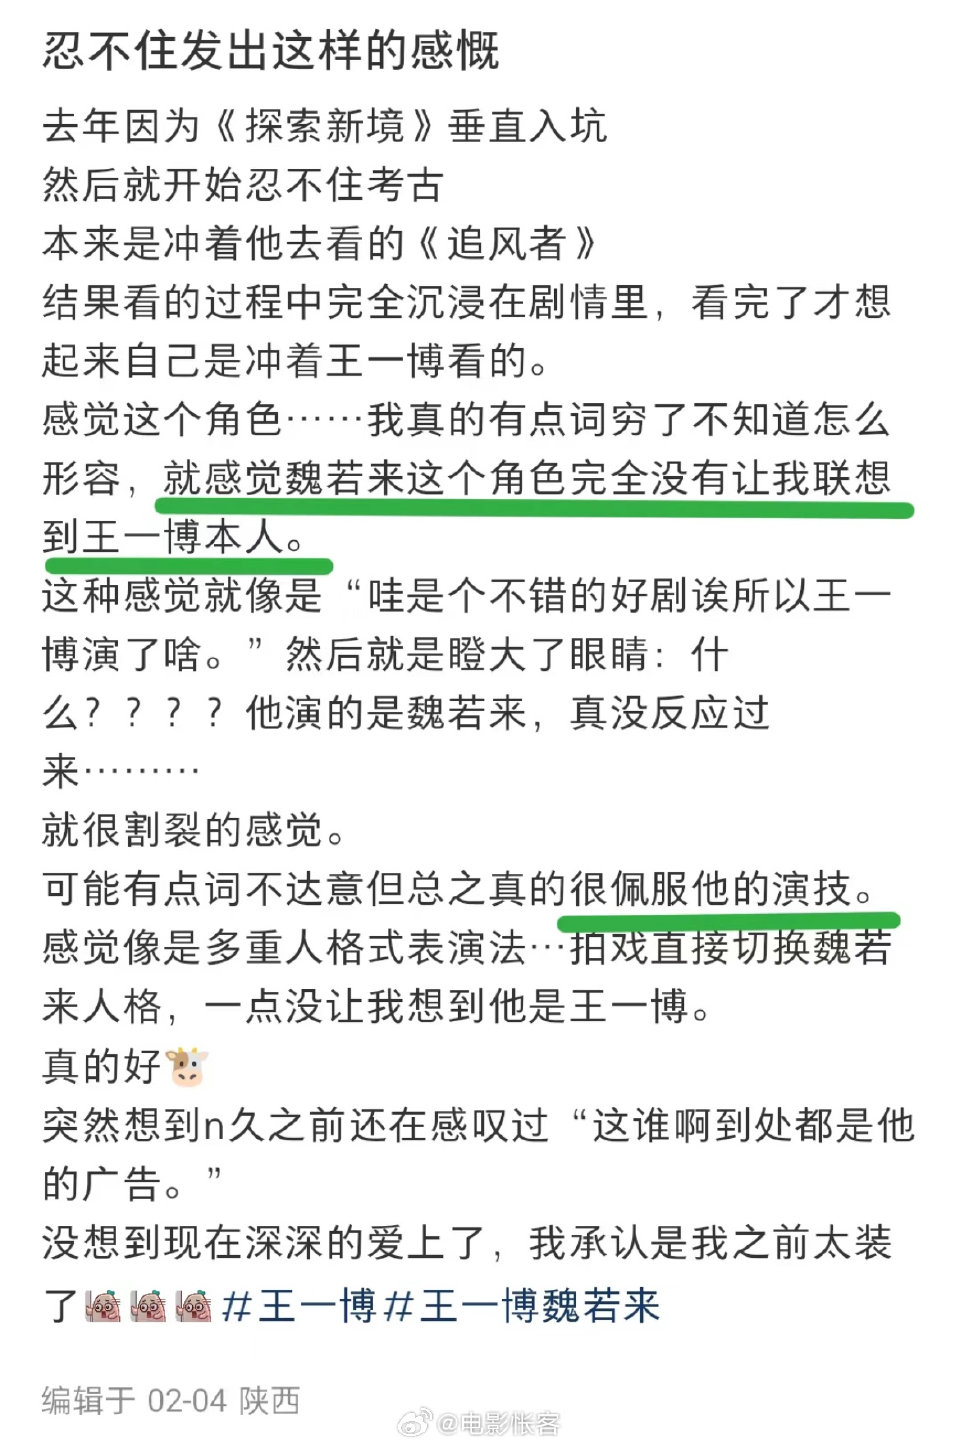 忍不住发出这样的感慨
去年因为《探索新境》垂直入坑
然后就开始忍不住考古
本来是冲着他去看的《追风者》
结果看的过程中完全沉浸在剧情里，看完了才想
起来自己是冲着王一博看的。
感觉这个角色……我真的有点词穷了不知道怎么
形容，就感觉魏若来这个角色完全没有让我联想
到王一博本人。
这种感觉就像是“哇是个不错的好剧诶所以王一
博演了啥。”然后就是瞪大了眼睛：什
么？？？？他演的是魏若来，真没反应过
来………
就很割裂的感觉。
可能有点词不达意但总之真的很佩服他的演技。
感觉像是多重人格式表演法…拍戏直接切换魏若
来人格，一点没让我想到他是王一博。
真的好🐮
突然想到n久之前还在感叹过“这谁啊到处都是他
的广告。”
没想到现在深深的爱上了，我承认是我之前太装
了 #王一博#王一博魏若来
编辑于 02-04 陕西
@电影怅客